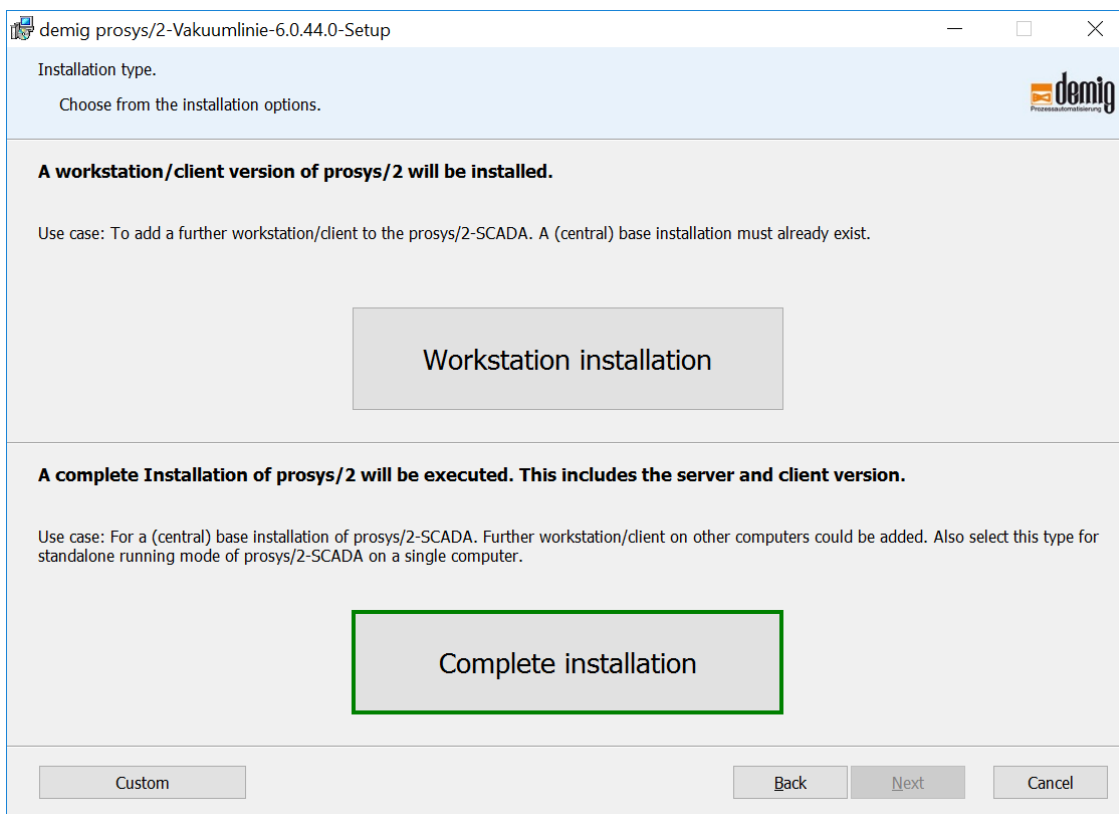 demig prosys/2-Vakuumlinie-6.0.44.0-Setup
Installation type.
Choose from the installation options.
demig
Prozessautomatisierung
A workstation/client version of prosys/2 will be installed.
Use case: To add a further workstation/client to the prosys/2-SCADA. A (central) base installation must already exist.
Workstation installation
A complete Installation of prosys/2 will be executed. This includes the server and client version.
Use case: For a (central) base installation of prosys/2-SCADA. Further workstation/client on other computers could be added. Also select this type for
standalone running mode of prosys/2-SCADA on a single computer.
Complete installation
Custom
Back
Next
Cancel